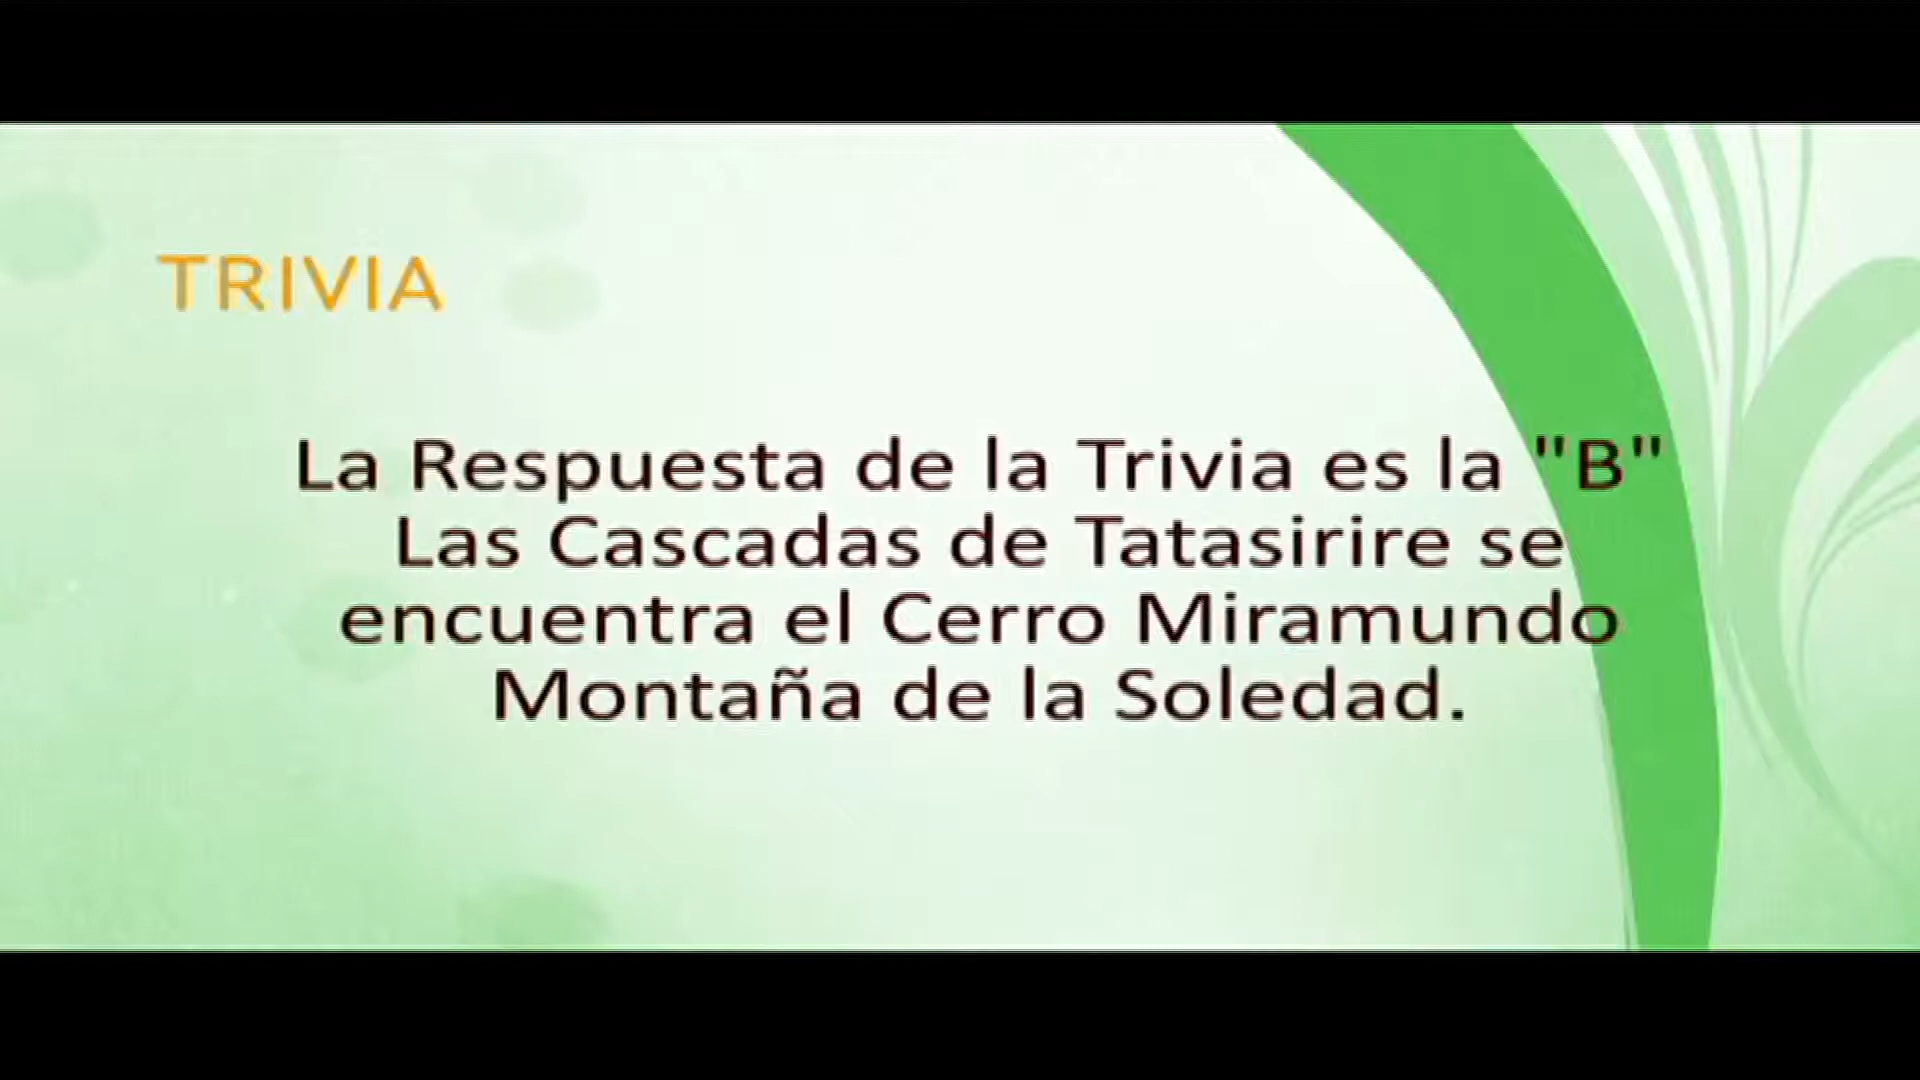 TRIVIA
La Respuesta de la Trivia es la "B"
Las Cascadas de Tatasirire se
encuentra el Cerro Miramundo
Montaña de la Soledad.